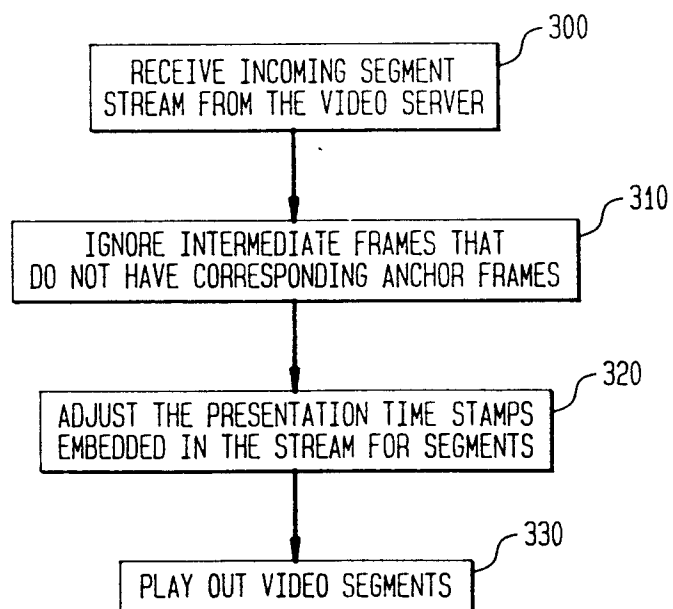 300
RECEIVE INCOMING SEGMENT
STREAM FROM THE VIDEO SERVER
310
IGNORE INTERMEDIATE FRAMES THAT
DO NOT HAVE CORRESPONDING ANCHOR FRAMES
320
ADJUST THE PRESENTATION TIME STAMPS
EMBEDDED IN THE STREAM FOR SEGMENTS
330
PLAY OUT VIDEO SEGMENTS